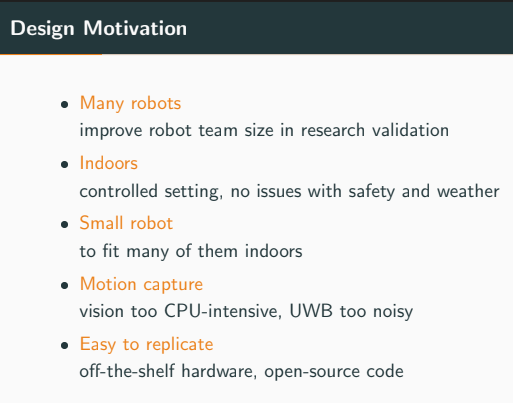 Design Motivation
Many robots
improve robot team size in research validation
Indoors
controlled setting, no issues with safety and weather
Small robot
to fit many of them indoors
Motion capture
vision too CPU-intensive, UWB too noisy
Easy to replicate
off-the-shelf hardware, open-source code